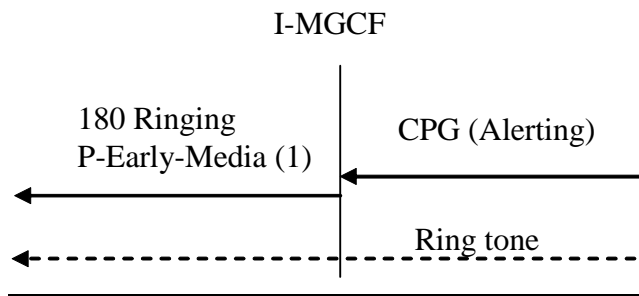 I-MGCF
180 Ringing
P-Early-Media (1)
CPG (Alerting)
Ring tone